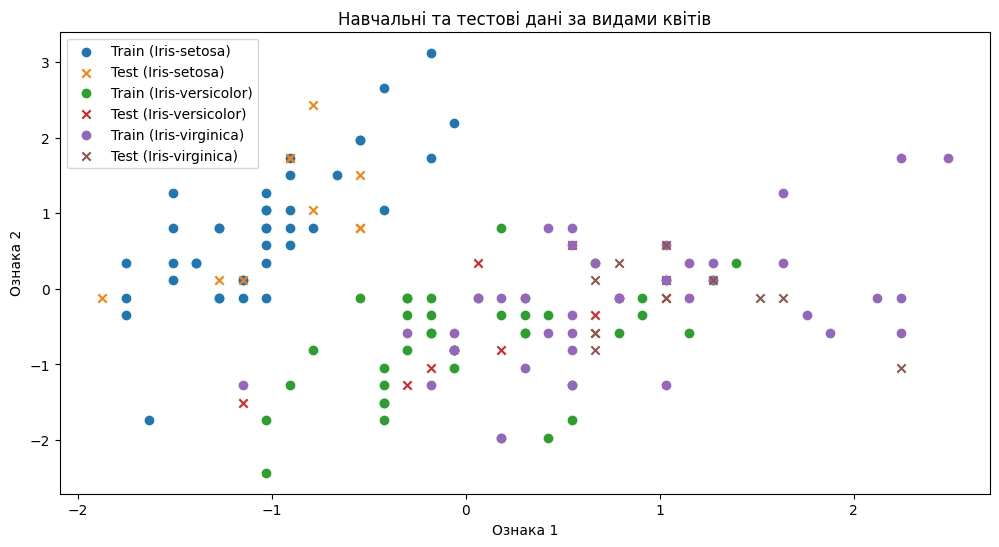 Навчальні та тестові дані за видами квітів
Train (Iris-setosa)
Test (Iris-setosa)
Train (Iris-versicolor)
Test (Iris-versicolor)
Train (Iris-virginica)
Test (Iris-virginica)
3
2
1
0
−1
−2
Ознака 2
−2 −1 0 1 2
Ознака 1